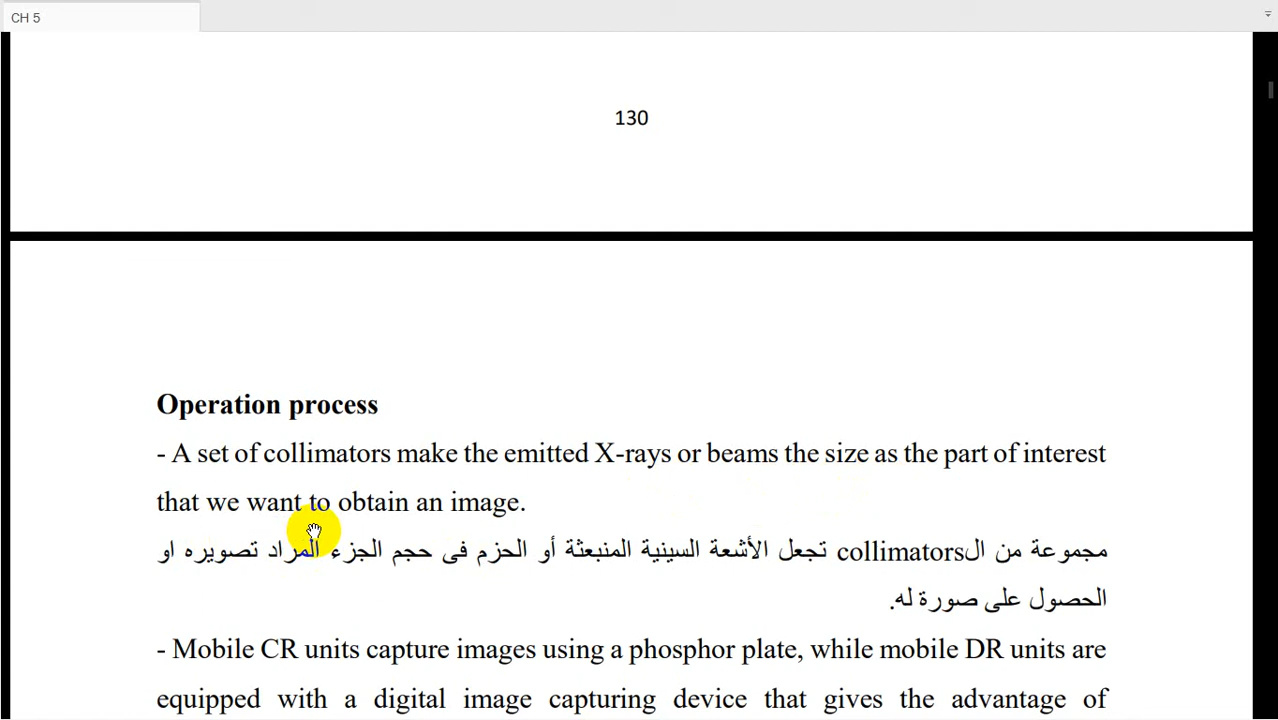 CH 5
130
Operation process
- A set of collimators make the emitted X-rays or beams the size as the part of interest
that we want to obtain an image.
مجموعة من الcollimators تجعل الأشعة السينية المنبعثة أو الحزم فى حجم الجزء المراد تصويره او
الحصول على صورة له.
- Mobile CR units capture images using a phosphor plate, while mobile DR units are
equipped with a digital image capturing device that gives the advantage of